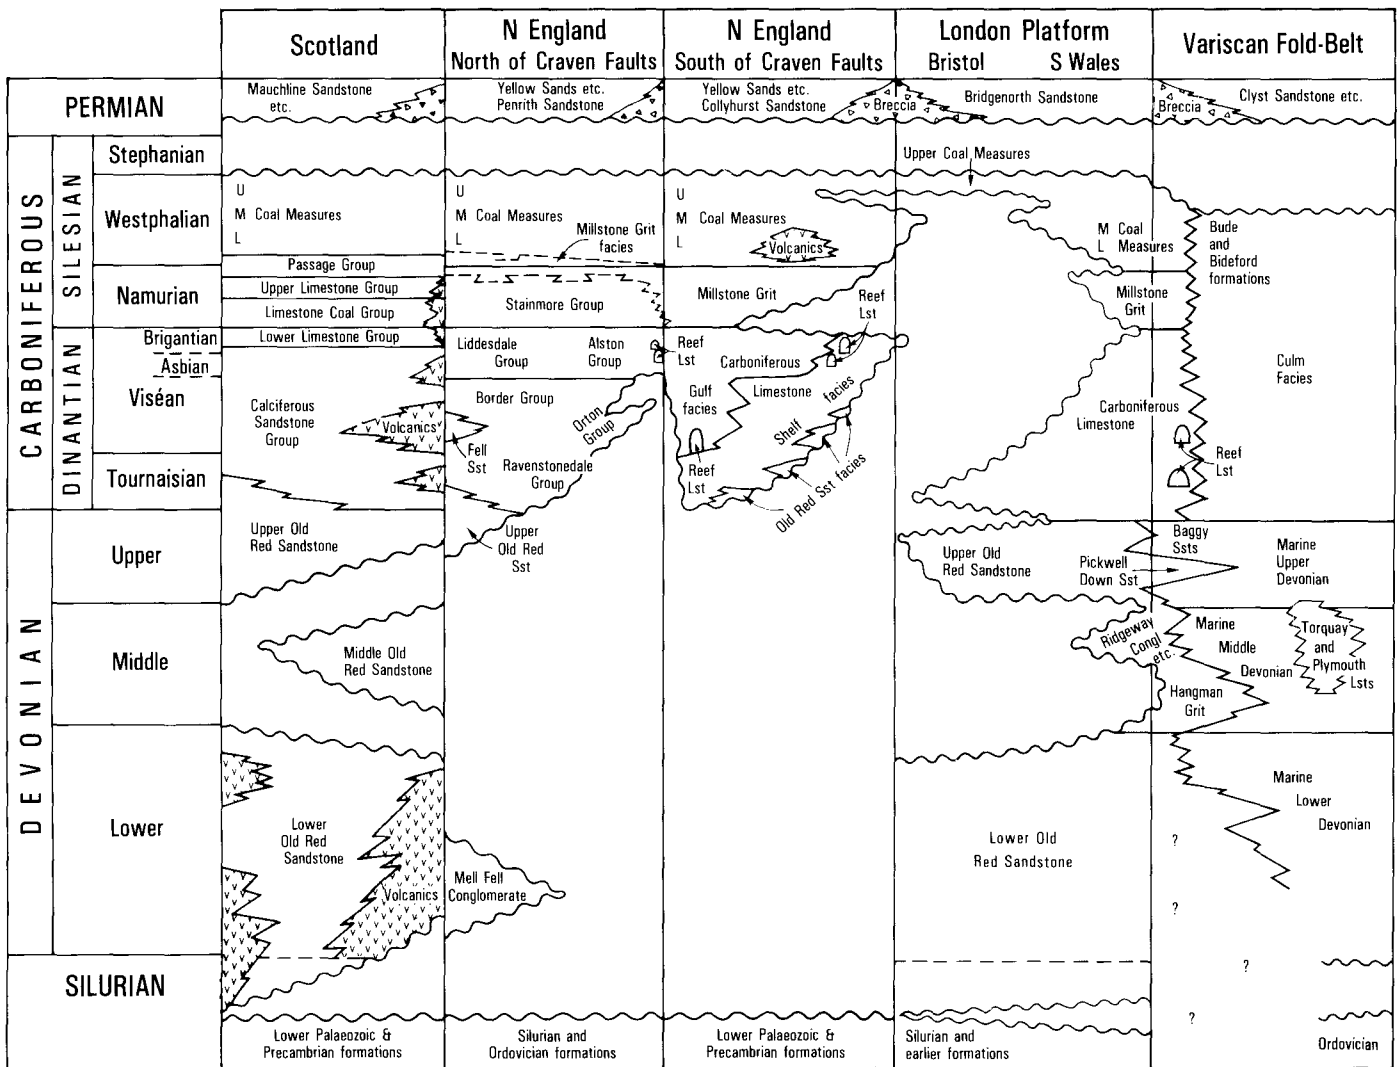 Scotland
N England
North of Craven Faults
N England
South of Craven Faults
London Platform
Bristol S Wales
Variscan Fold-Belt
PERMIAN
Mauchline Sandstone
etc.
Yellow Sands etc.
Penrith Sandstone
Yellow Sands etc.
Collyhurst Sandstone
Breccia
Bridgenorth Sandstone
Breccia
Clyst Sandstone etc.
CARBONIFEROUS
SILESIAN
DINANTIAN
Stephanian
Westphalian
Namurian
Brigantian
Asbian
Viséan
Tournaisian
U
M Coal Measures
L
Passage Group
Upper Limestone Group
Limestone Coal Group
Lower Limestone Group
Calciferous
Sandstone
Group
Volcanics
U
M Coal Measures
L
Millstone Grit
facies
Stainmore Group
Liddesdale
Group
Alston
Group
Reef
Lst
Border Group
Orton
Group
Fell
Sst
Ravenstonedale
Group
U
M Coal Measures
L
Volcanics
Millstone Grit
Reef
Lst
Carboniferous
Limestone
Gulf
facies
Shelf facies
Reef
Lst
Old Red Sst facies
Upper Coal Measures
M Coal
L Measures
Millstone
Grit
Carboniferous
Limestone
Bude
and
Bideford
formations
Culm
Facies
Reef
Lst
DEVONIAN
Upper
Middle
Lower
Upper Old
Red Sandstone
Upper
Old Red
Sst
Upper Old
Red Sandstone
Pickwell
Down Sst
Baggy
Ssts
Marine
Upper
Devonian
Middle Old
Red Sandstone
Ridgeway
Congl
etc.
Hangman
Grit
Marine
Middle
Devonian
Torquay
and
Plymouth
Lsts
Lower
Old Red
Sandstone
Volcanics
Mell Fell
Conglomerate
Lower Old
Red Sandstone
Marine
Lower
Devonian
?
?
SILURIAN
?
?
Lower Palaeozoic &
Precambrian formations
Silurian and
Ordovician formations
Lower Palaeozoic &
Precambrian formations
Silurian and
earlier formations
Ordovician